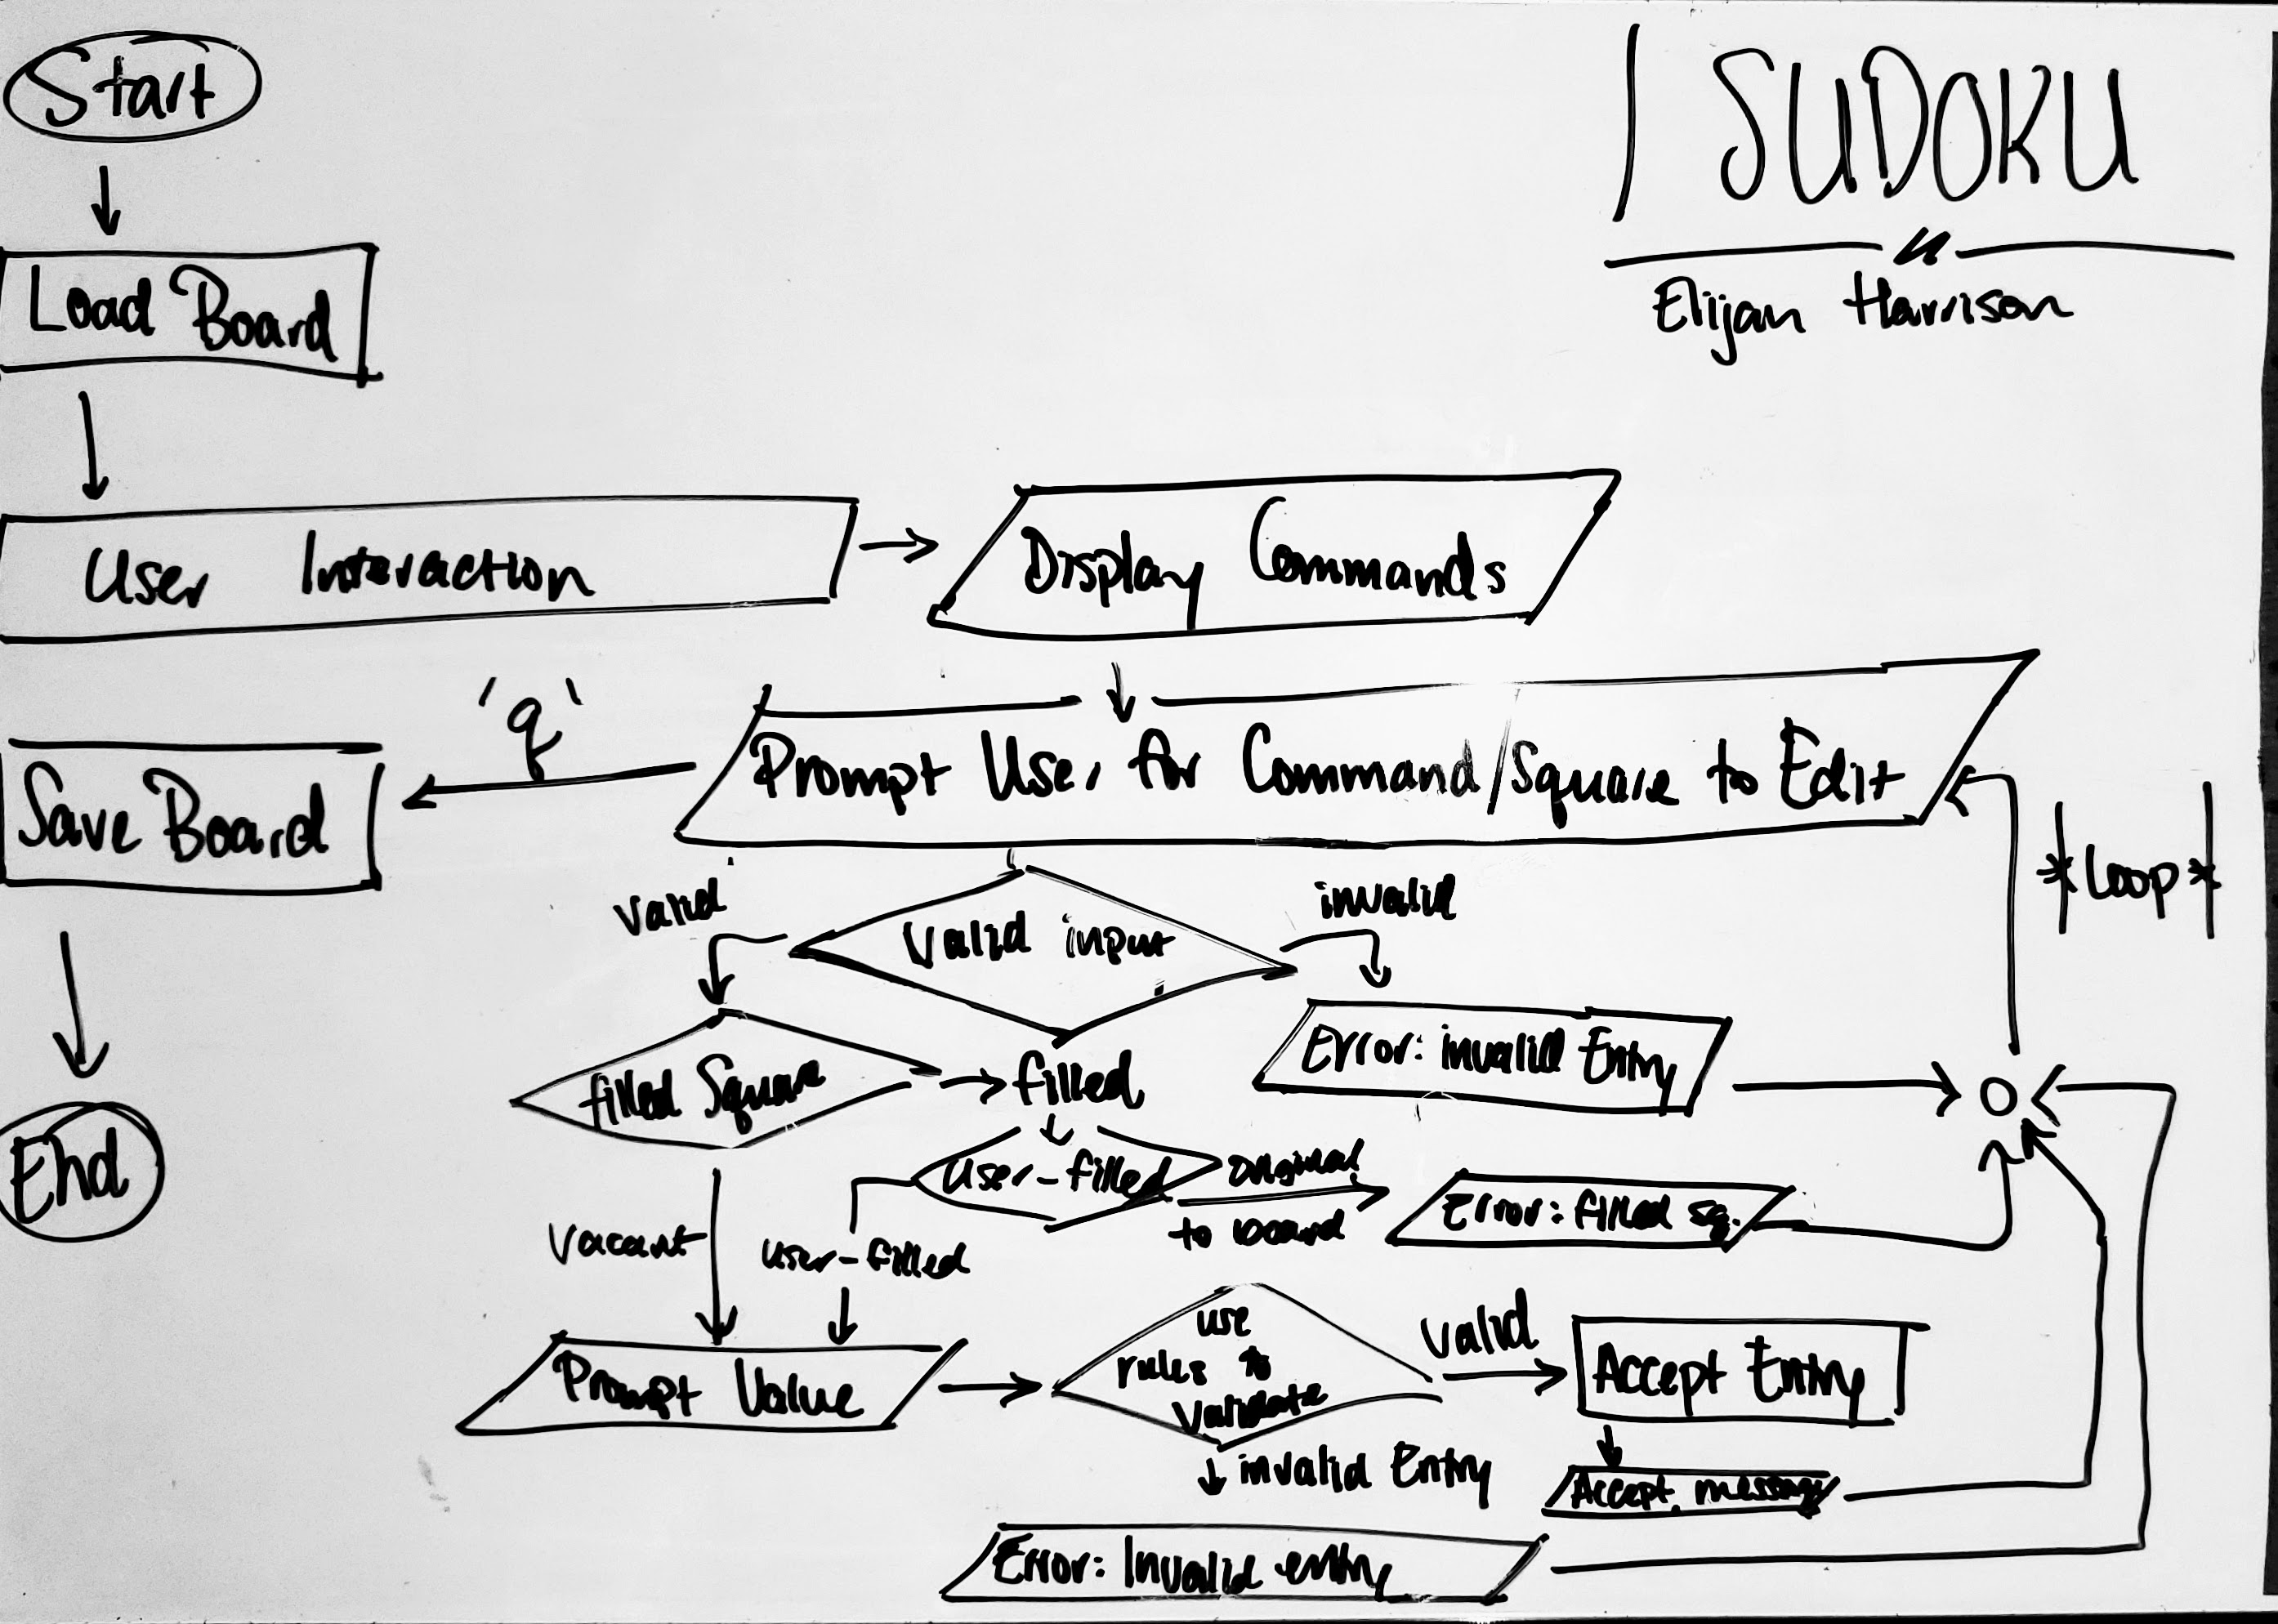 Start
SUDOKU
Elijah Harrison
Load Board
User Interaction
Display Commands
'q'
Prompt User for Command/Square to Edit
Save Board
*Loop*
valid
invalid
Valid input
Error: invalid Entry
filled Square
filled
End
User-filled
original
to board
Error: filled sq.
Vacant
user-filled
use
rules to
validate
valid
Prompt Value
Accept Entry
invalid Entry
Accept message
Error: Invalid entry